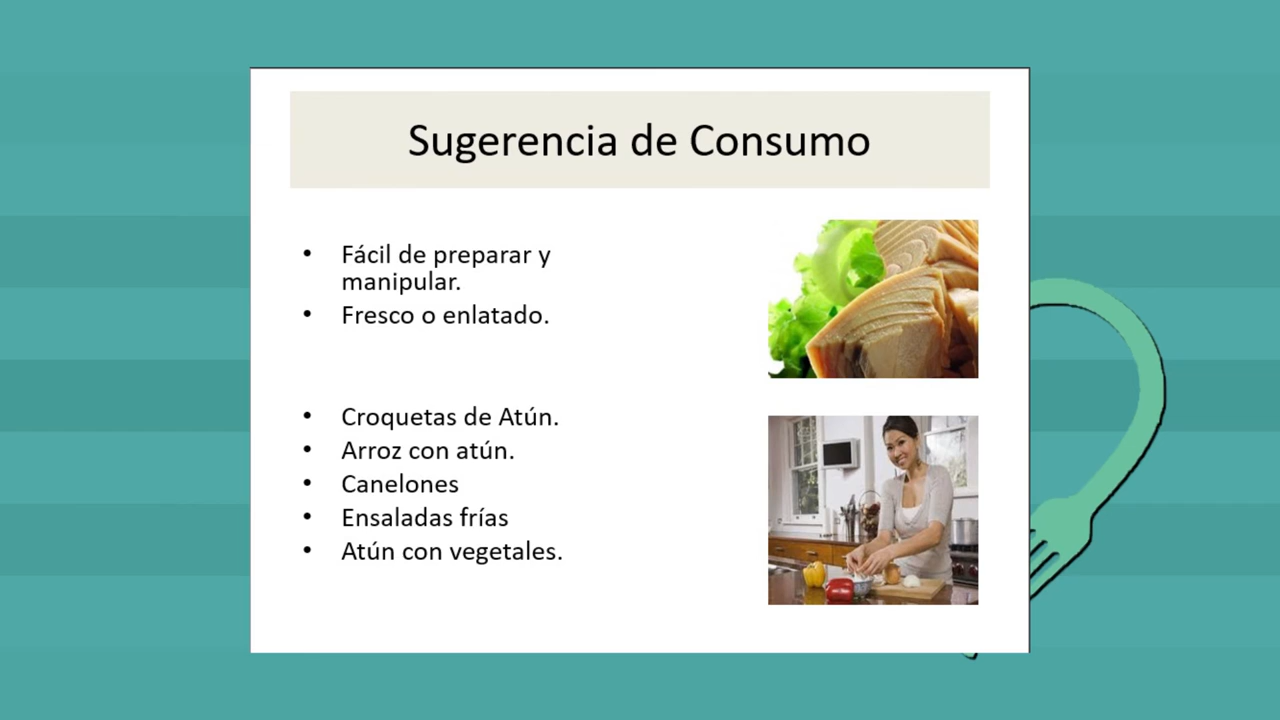 Sugerencia de Consumo
• Fácil de preparar y
manipular.
• Fresco o enlatado.
• Croquetas de Atún.
• Arroz con atún.
• Canelones
• Ensaladas frías
• Atún con vegetales.